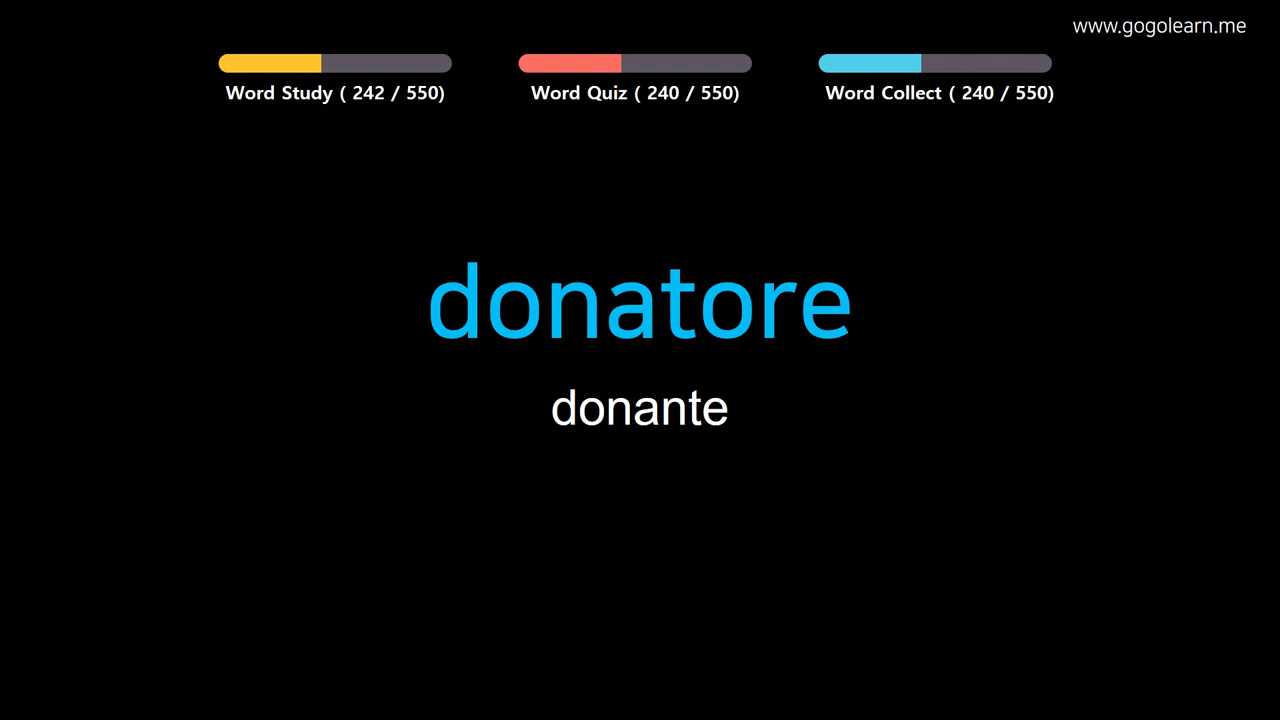 www.gogolearn.me
Word Study ( 242 / 550)
Word Quiz ( 240 / 550)
Word Collect ( 240 / 550)
donatore
donante